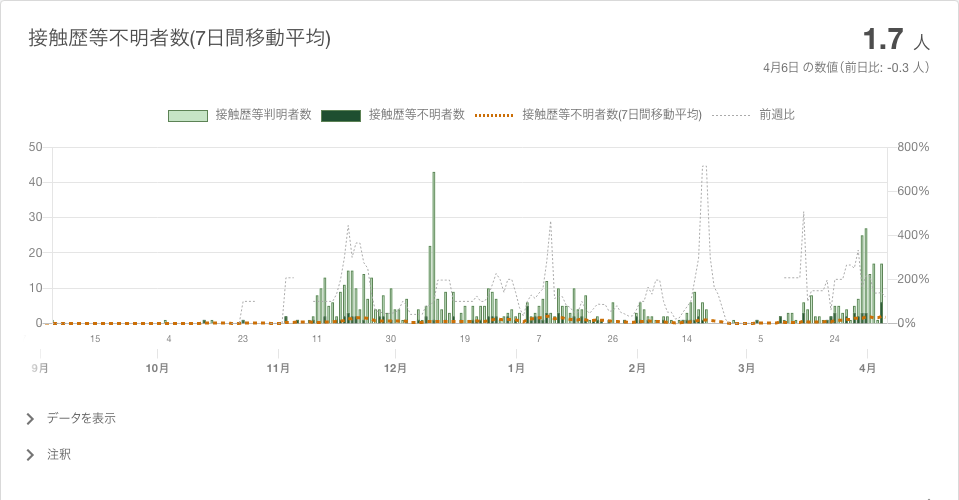 接触歴等不明者数(7日間移動平均)
1.7 人
4月6日 の数値（前日比: -0.3 人）
接触歴等判明者数 接触歴等不明者数 接触歴等不明者数(7日間移動平均) 前週比
50 800%
40 600%
30 400%
20 200%
10 0%
0
15 4 23 11 30 19 7 26 14 5 24
9月 10月 11月 12月 1月 2月 3月 4月
データを表示
注釈